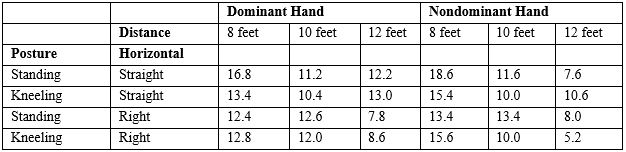 Dominant Hand Nondominant Hand
Distance 8 feet 10 feet 12 feet 8 feet 10 feet 12 feet
Posture Horizontal
Standing Straight 16.8 11.2 12.2 18.6 11.6 7.6
Kneeling Straight 13.4 10.4 13.0 15.4 10.0 10.6
Standing Right 12.4 12.6 7.8 13.4 13.4 8.0
Kneeling Right 12.8 12.0 8.6 15.6 10.0 5.2